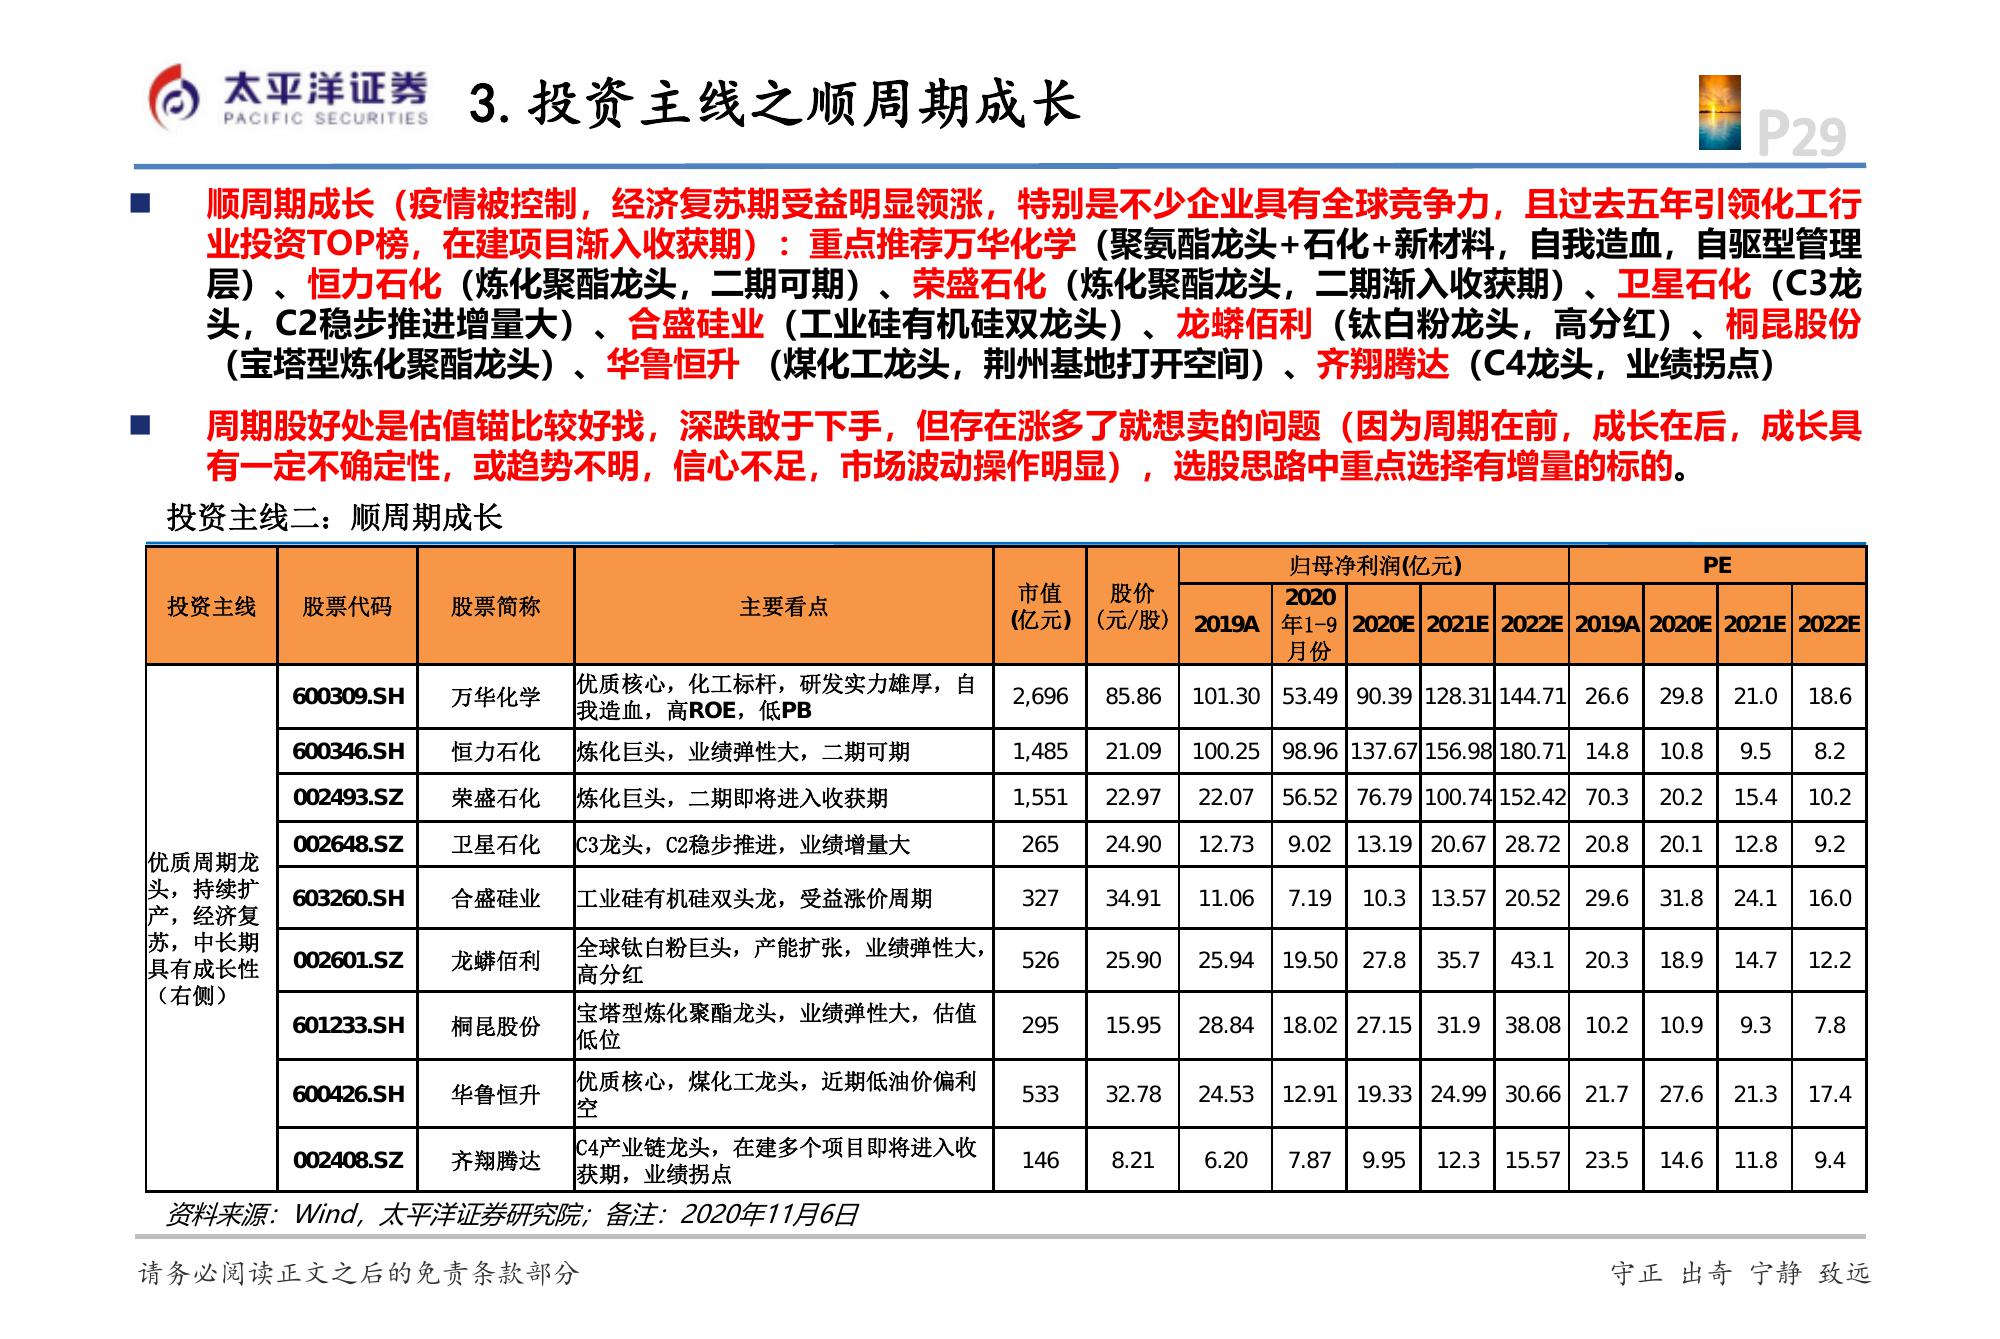 太平洋证券
PACIFIC SECURITIES
3. 投资主线之顺周期成长
P29
顺周期成长（疫情被控制，经济复苏期受益明显领涨，特别是不少企业具有全球竞争力，且过去五年引领化工行
业投资TOP榜，在建项目渐入收获期）：重点推荐万华化学（聚氨酯龙头+石化+新材料，自我造血，自驱型管理
层）、恒力石化（炼化聚酯龙头，二期可期）、荣盛石化（炼化聚酯龙头，二期渐入收获期）、卫星石化（C3龙
头，C2稳步推进增量大）、合盛硅业（工业硅有机硅双龙头）、龙蟒佰利（钛白粉龙头，高分红）、桐昆股份
（宝塔型炼化聚酯龙头）、华鲁恒升 （煤化工龙头，荆州基地打开空间）、齐翔腾达（C4龙头，业绩拐点）
周期股好处是估值锚比较好找，深跌敢于下手，但存在涨多了就想卖的问题（因为周期在前，成长在后，成长具
有一定不确定性，或趋势不明，信心不足，市场波动操作明显），选股思路中重点选择有增量的标的。
投资主线二：顺周期成长
投资主线 股票代码 股票简称 主要看点 市值(亿元) 股价(元/股) 归母净利润(亿元) PE
2019A 2020年1-9月份 2020E 2021E 2022E 2019A 2020E 2021E 2022E
优质周期龙头，持续扩产，经济复苏，中长期具有成长性（右侧）
600309.SH 万华化学 优质核心，化工标杆，研发实力雄厚，自我造血，高ROE，低PB 2,696 85.86 101.30 53.49 90.39 128.31 144.71 26.6 29.8 21.0 18.6
600346.SH 恒力石化 炼化巨头，业绩弹性大，二期可期 1,485 21.09 100.25 98.96 137.67 156.98 180.71 14.8 10.8 9.5 8.2
002493.SZ 荣盛石化 炼化巨头，二期即将进入收获期 1,551 22.97 22.07 56.52 76.79 100.74 152.42 70.3 20.2 15.4 10.2
002648.SZ 卫星石化 C3龙头，C2稳步推进，业绩增量大 265 24.90 12.73 9.02 13.19 20.67 28.72 20.8 20.1 12.8 9.2
603260.SH 合盛硅业 工业硅有机硅双头龙，受益涨价周期 327 34.91 11.06 7.19 10.3 13.57 20.52 29.6 31.8 24.1 16.0
002601.SZ 龙蟒佰利 全球钛白粉巨头，产能扩张，业绩弹性大，高分红 526 25.90 25.94 19.50 27.8 35.7 43.1 20.3 18.9 14.7 12.2
601233.SH 桐昆股份 宝塔型炼化聚酯龙头，业绩弹性大，估值低位 295 15.95 28.84 18.02 27.15 31.9 38.08 10.2 10.9 9.3 7.8
600426.SH 华鲁恒升 优质核心，煤化工龙头，近期低油价偏利空 533 32.78 24.53 12.91 19.33 24.99 30.66 21.7 27.6 21.3 17.4
002408.SZ 齐翔腾达 C4产业链龙头，在建多个项目即将进入收获期，业绩拐点 146 8.21 6.20 7.87 9.95 12.3 15.57 23.5 14.6 11.8 9.4
资料来源：Wind，太平洋证券研究院；备注：2020年11月6日
请务必阅读正文之后的免责条款部分
守正 出奇 宁静 致远